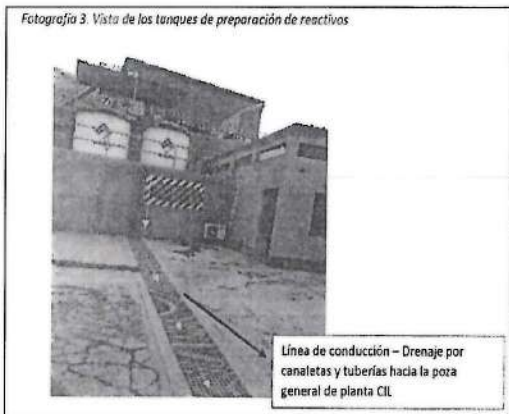 Fotografía 3. Vista de los tanques de preparación de reactivos
Línea de conducción – Drenaje por
canaletas y tuberías hacia la poza
general de planta CIL